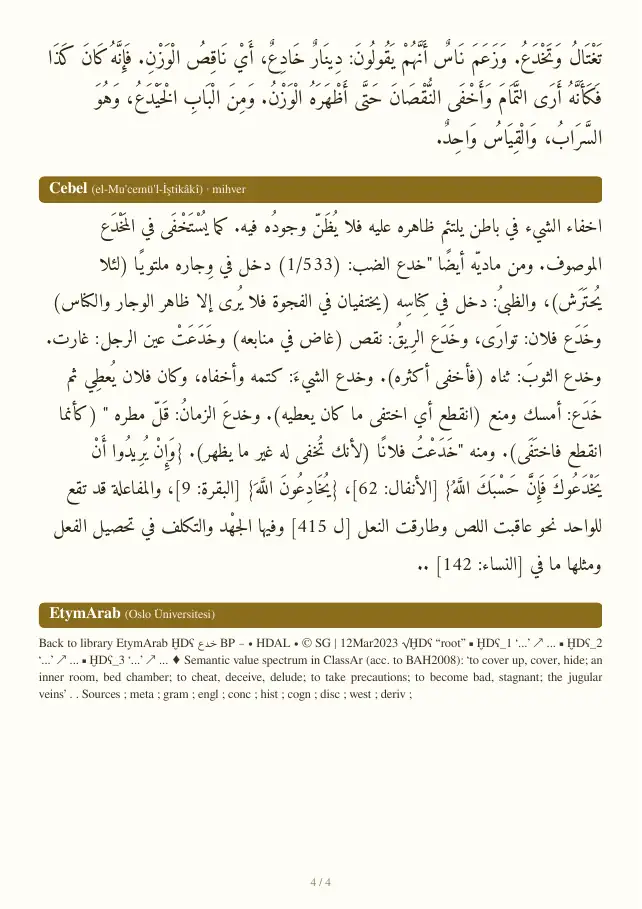 تَغْتَالُ وَتَخْدَعُ. وَزَعَمَ نَاسٌ أَنَّهُمْ يَقُولُونَ: دِينَارٌ خَادِعٌ، أَيْ نَاقِصُ الْوَزْنِ. فَإِنَّهُ كَانَ كَذَا
فَكَأَنَّهُ أَرَى التَّمَامَ وَأَخْفَى النُّقْصَانَ حَتَّى أَظْهَرَهُ الْوَزْنُ. وَمِنَ الْبَابِ الْخَيْدَعُ، وَهُوَ
السَّرَابُ، وَالْقِيَاسُ وَاحِدٌ.
Cebel (el-Mu'cemü'l-İştikâkî) · mihver
اخفاء الشيء في باطن يلتئم ظاهره عليه فلا يُظَنّ وجودُه فيه. كما يُسْتَخْفَى في المَخْدَع
الموصوف. ومن ماديّه أيضًا "خدع الضب: (1/533) دخل في وِجاره ملتويًا (لئلا
يُحتَرَش)، والظبيُ: دخل في كِناسِه (يختفيان في الفجوة فلا يُرى إلا ظاهر الوجار والكناس)
وخَدَع فلان: توارَى، وخَدَع الرِيقُ: نقص (غاض في منابعه) وخَدَعَتْ عين الرجل: غارت.
وخدع الثوبَ: ثناه (فأخفى أكثره). وخدع الشيءَ: كتمه وأخفاه، وكان فلان يُعطِي ثم
خَدَع: أمسك ومنع (انقطع أي اختفى ما كان يعطيه). وخدعَ الزمانُ: قَلّ مطره " (كأنما
انقطع فاختَفَى). ومنه "خَدَعْتُ فلانًا (لأنك تُخفى له غير ما يظهر). {وَإِنْ يُرِيدُوا أَنْ
يَخْدَعُوكَ فَإِنَّ حَسْبَكَ اللَّهُ} [الأنفال: 62]، {يُخَادِعُونَ اللَّهَ} [البقرة: 9]، والمفاعلة قد تقع
للواحد نحو عاقبت اللص وطارقت النعل [ل 415] وفيها الجَهْد والتكلف في تحصيل الفعل
ومثلها ما في [النساء: 142] ..
EtymArab (Oslo Üniversitesi)
Back to library EtymArab ḪDʕ خدع BP – • HDAL • © SG | 12Mar2023 √ḪDʕ “root” ▪ ḪDʕ_1 ‘...’ ↗ ... ▪ ḪDʕ_2
‘...’ ↗ ... ▪ ḪDʕ_3 ‘...’ ↗ ... ♦ Semantic value spectrum in ClassAr (acc. to BAH2008): ‘to cover up, cover, hide; an
inner room, bed chamber; to cheat, deceive, delude; to take precautions; to become bad, stagnant; the jugular
veins’ . . Sources ; meta ; gram ; engl ; conc ; hist ; cogn ; disc ; west ; deriv ;
4 / 4